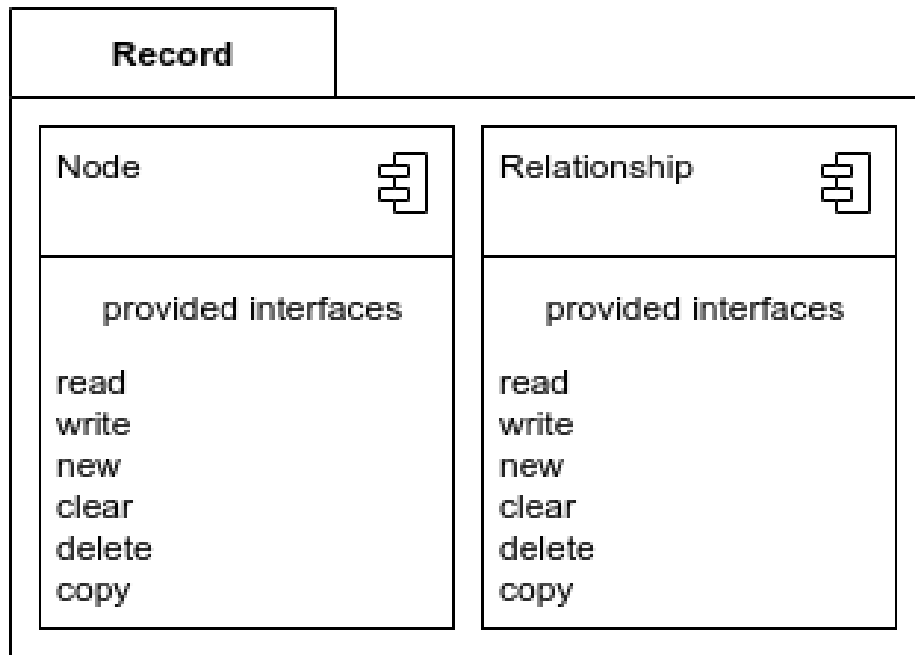 Record
Node
provided interfaces
read
write
new
clear
delete
copy
Relationship
provided interfaces
read
write
new
clear
delete
copy